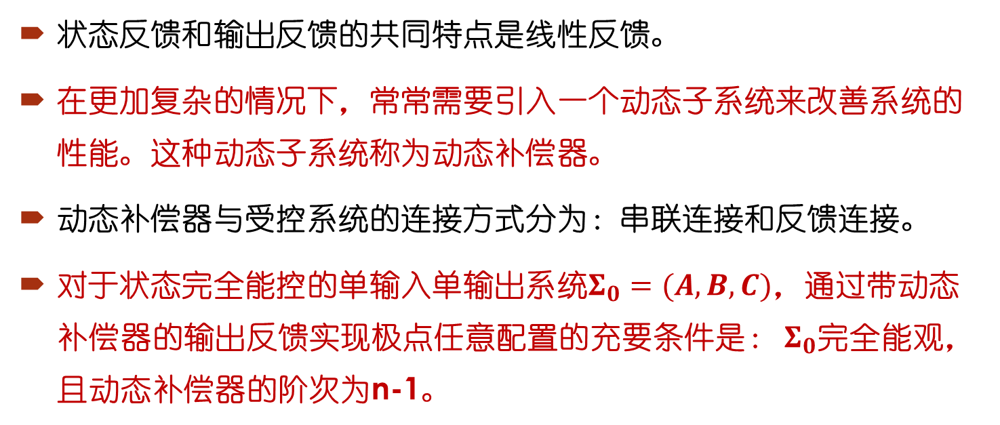 状态反馈和输出反馈的共同特点是线性反馈。
在更加复杂的情况下，常常需要引入一个动态子系统来改善系统的
性能。这种动态子系统称为动态补偿器。
动态补偿器与受控系统的连接方式分为：串联连接和反馈连接。
对于状态完全能控的单输入单输出系统Σ₀ = (A, B, C)，通过带动态
补偿器的输出反馈实现极点任意配置的充要条件是： Σ₀完全能观，
且动态补偿器的阶次为n-1。